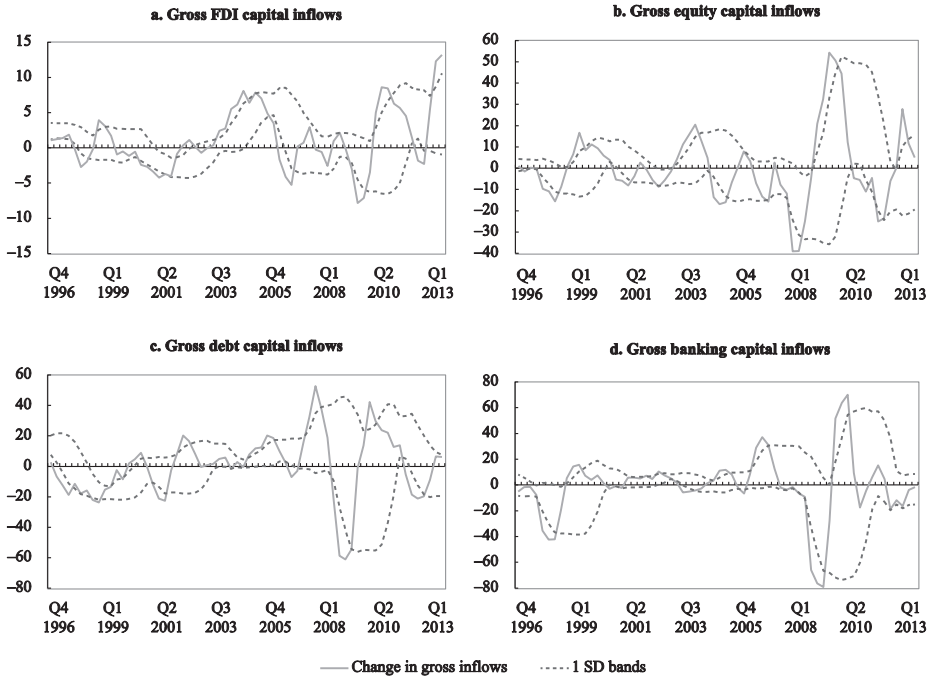 a. Gross FDI capital inflows
15
10
5
0
−5
−10
−15
Q4 Q1 Q2 Q3 Q4 Q1 Q2 Q1
1996 1999 2001 2003 2005 2008 2010 2013
b. Gross equity capital inflows
60
50
40
30
20
10
0
−10
−20
−30
−40
Q4 Q1 Q2 Q3 Q4 Q1 Q2 Q1
1996 1999 2001 2003 2005 2008 2010 2013
c. Gross debt capital inflows
60
40
20
0
−20
−40
−60
−80
Q4 Q1 Q2 Q3 Q4 Q1 Q2 Q1
1996 1999 2001 2003 2005 2008 2010 2013
d. Gross banking capital inflows
80
60
40
20
0
−20
−40
−60
−80
Q4 Q1 Q2 Q3 Q4 Q1 Q2 Q1
1996 1999 2001 2003 2005 2008 2010 2013
Change in gross inflows 1 SD bands